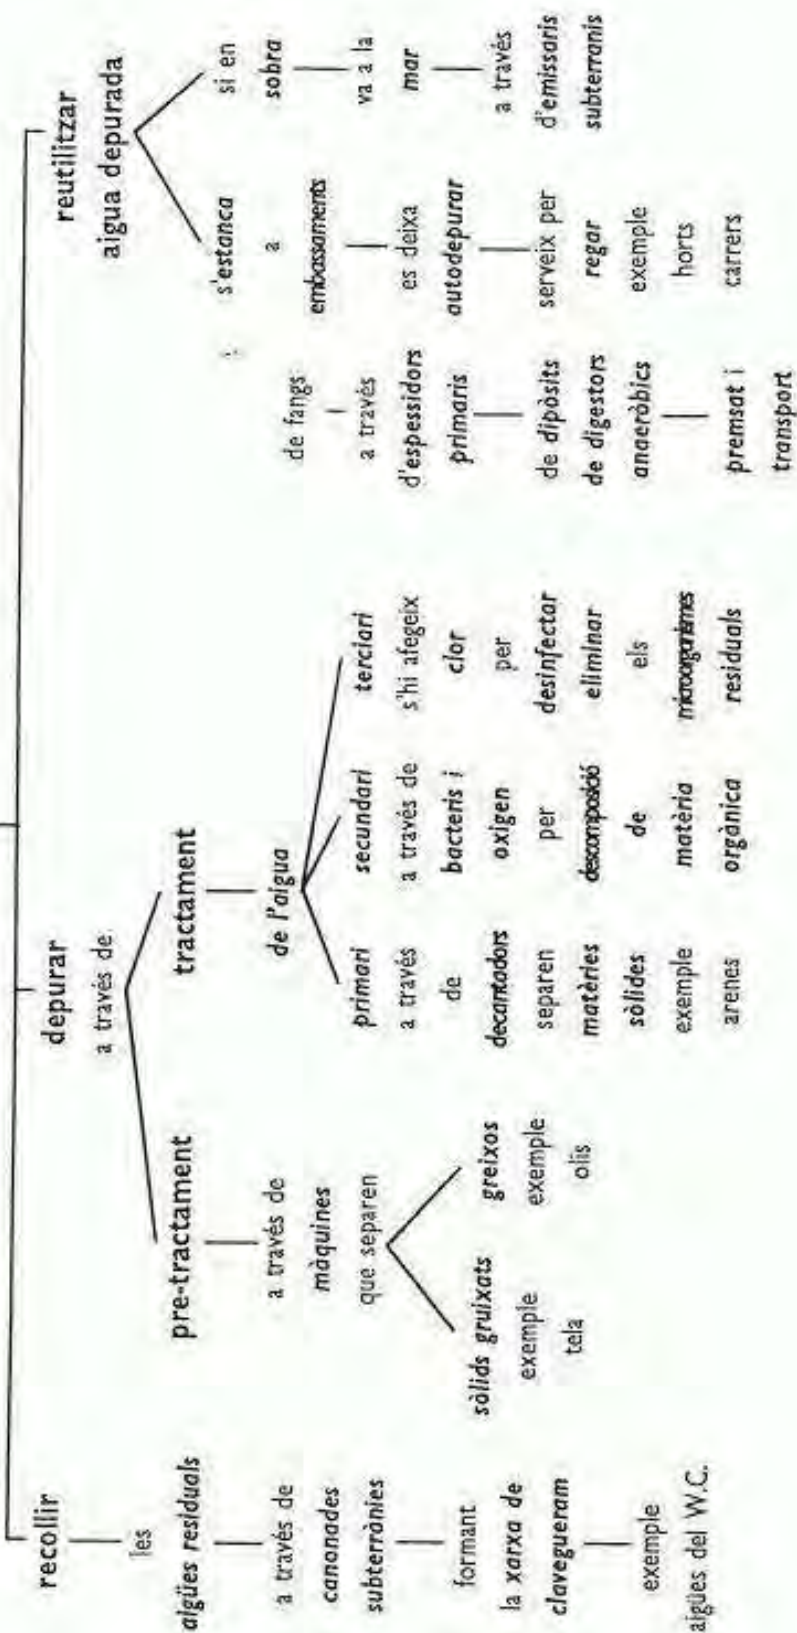 recollir
les
aigües residuals
a través de
canonades
subterrànies
formant
la xarxa de
clavegueram
exemple
aigües del W.C.
depurar
a través de:
pre-tractament
a través de
màquines
que separen
sòlids gruixats
exemple
tela
greixos
exemple
olis
tractament
de l'aigua
primari
a través
de
decantadors
separen
matèries
sòlides
exemple
arenes
secundari
a través de
bacteris i
oxigen
per
descomposició
de
matèria
orgànica
terciari
s'hi afegeix
clor
per
desinfectar
eliminar
els
microorganismes
residuals
de fangs
a través
d'espessidors
primaris
de dipòsits
de digestors
anaeròbics
premsat i
transport
reutilitzar
aigua depurada
s'estanca
a
embassaments
es deixa
autodepurar
serveix per
regar
exemple
horts
carrers
si en
sobra
va a la
mar
a través
d'emissaris
subterranis